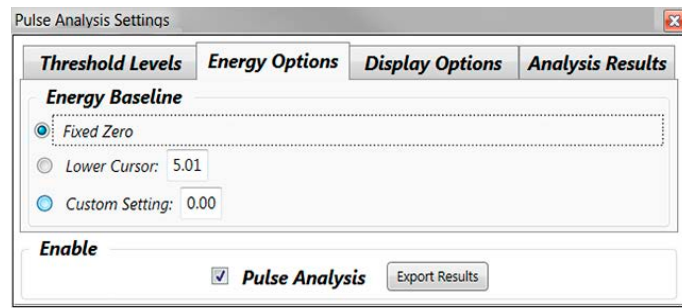 Pulse Analysis Settings
Threshold Levels Energy Options Display Options Analysis Results
Energy Baseline
Fixed Zero
Lower Cursor: 5.01
Custom Setting: 0.00
Enable
Pulse Analysis Export Results